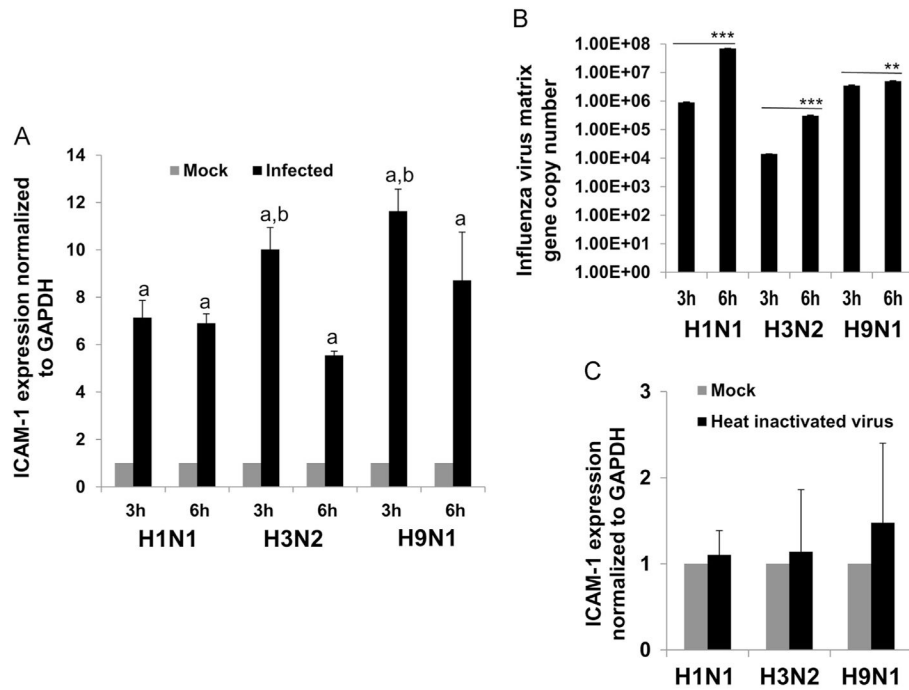 A
ICAM-1 expression normalized
to GAPDH
14
12
10
8
6
4
2
0
Mock Infected
a
a
a,b
a
a,b
a
3h 6h 3h 6h 3h 6h
H1N1 H3N2 H9N1
B
Influenza virus matrix
gene copy number
1.00E+08
1.00E+07
1.00E+06
1.00E+05
1.00E+04
1.00E+03
1.00E+02
1.00E+01
1.00E+00
***
***
**
3h 6h 3h 6h 3h 6h
H1N1 H3N2 H9N1
C
ICAM-1 expression
normalized to GAPDH
3
2
1
0
Mock
Heat inactivated virus
H1N1 H3N2 H9N1